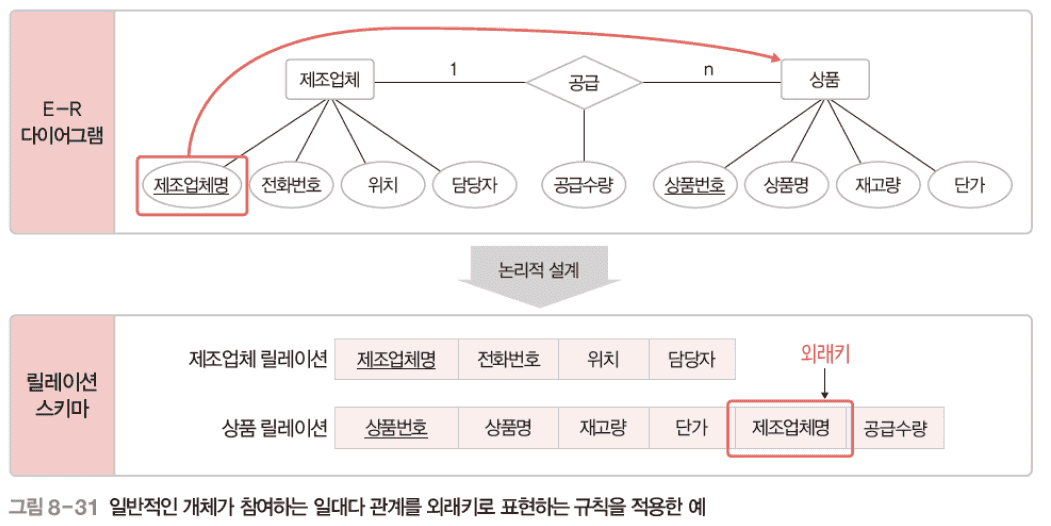 E-R
다이어그램
제조업체
1
공급
n
상품
제조업체명
전화번호
위치
담당자
공급수량
상품번호
상품명
재고량
단가
논리적 설계
릴레이션
스키마
제조업체 릴레이션 제조업체명 전화번호 위치 담당자
외래키
상품 릴레이션 상품번호 상품명 재고량 단가 제조업체명 공급수량
그림 8-31 일반적인 개체가 참여하는 일대다 관계를 외래키로 표현하는 규칙을 적용한 예